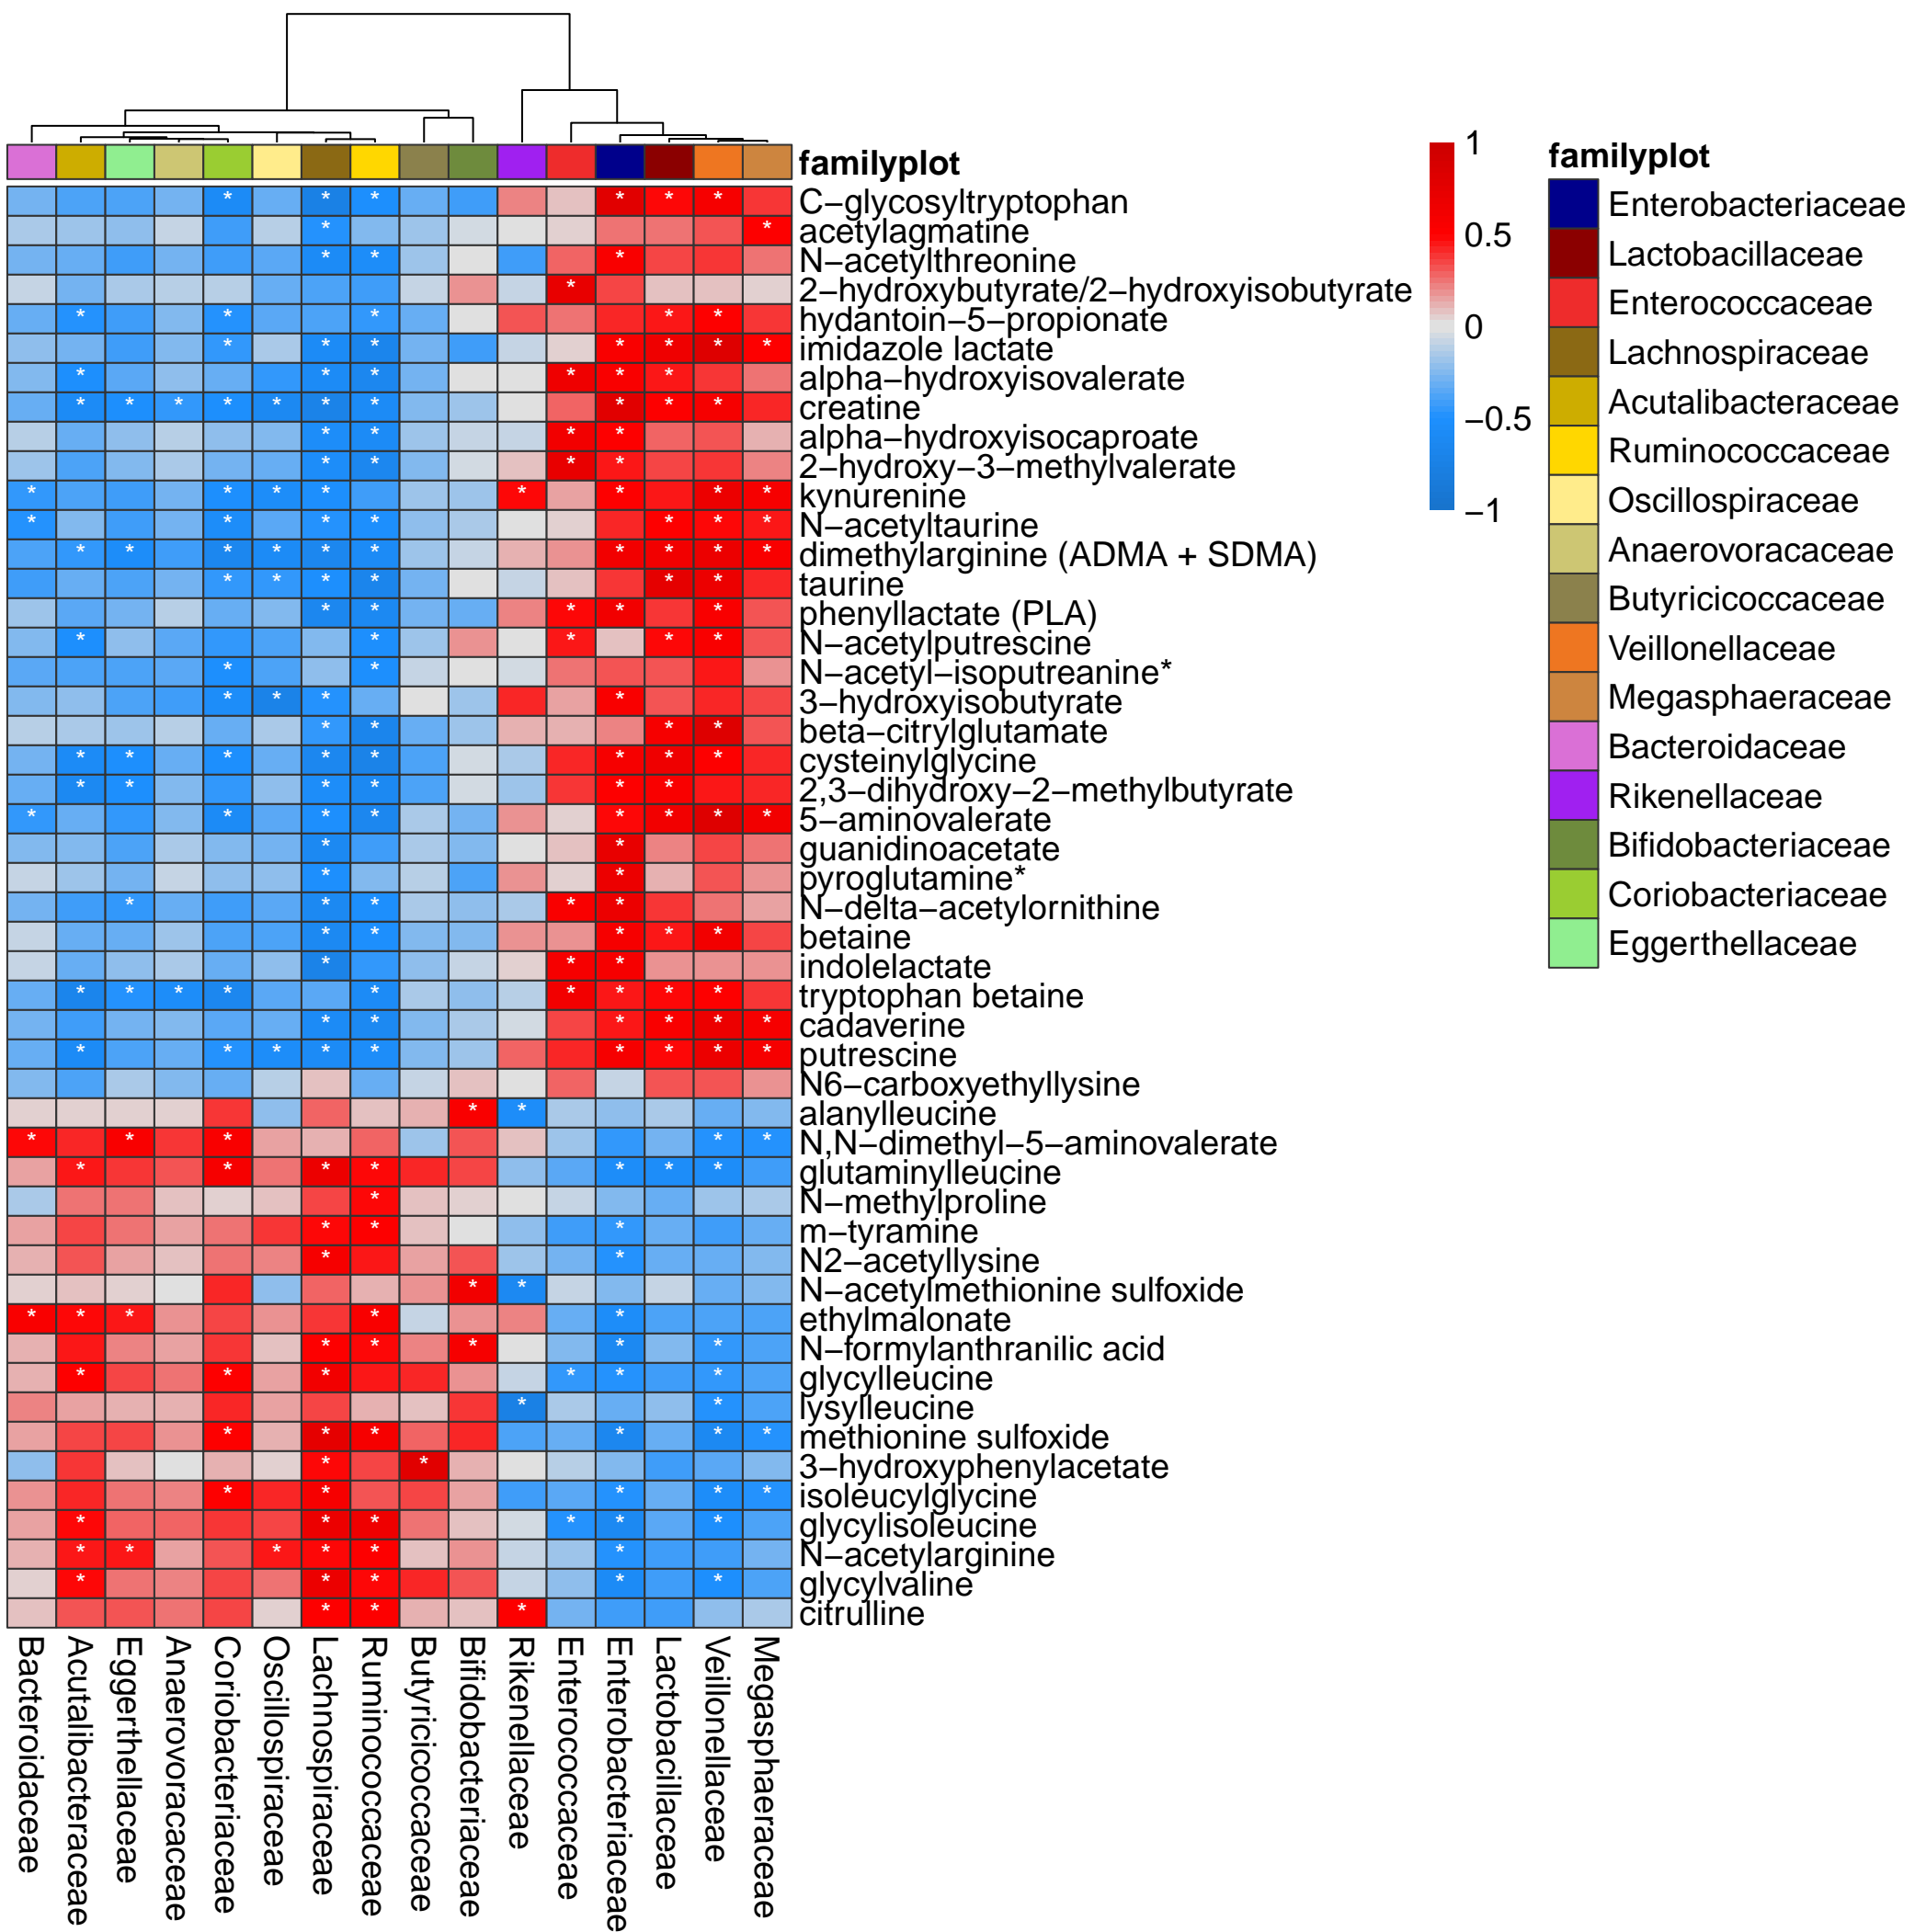 familyplot
C−glycosyltryptophan
acetylagmatine
N−acetylthreonine
2−hydroxybutyrate/2−hydroxyisobutyrate
hydantoin−5−propionate
imidazole lactate
alpha−hydroxyisovalerate
creatine
alpha−hydroxyisocaproate
2−hydroxy−3−methylvalerate
kynurenine
N−acetyltaurine
dimethylarginine (ADMA + SDMA)
taurine
phenyllactate (PLA)
N−acetylputrescine
N−acetyl−isoputreanine*
3−hydroxyisobutyrate
beta−citrylglutamate
cysteinylglycine
2,3−dihydroxy−2−methylbutyrate
5−aminovalerate
guanidinoacetate
pyroglutamine*
N−delta−acetylornithine
betaine
indolelactate
tryptophan betaine
cadaverine
putrescine
N6−carboxyethyllysine
alanylleucine
N,N−dimethyl−5−aminovalerate
glutaminylleucine
N−methylproline
m−tyramine
N2−acetyllysine
N−acetylmethionine sulfoxide
ethylmalonate
N−formylanthranilic acid
glycylleucine
lysylleucine
methionine sulfoxide
3−hydroxyphenylacetate
isoleucylglycine
glycylisoleucine
N−acetylarginine
glycylvaline
citrulline
Bacteroidaceae
Acutalibacteraceae
Eggerthellaceae
Anaerovoracaceae
Coriobacteriaceae
Oscillospiraceae
Lachnospiraceae
Ruminococcaceae
Butyricicoccaceae
Bifidobacteriaceae
Rikenellaceae
Enterococcaceae
Enterobacteriaceae
Lactobacillaceae
Veillonellaceae
Megasphaeraceae
1
0.5
0
−0.5
−1
familyplot
Enterobacteriaceae
Lactobacillaceae
Enterococcaceae
Lachnospiraceae
Acutalibacteraceae
Ruminococcaceae
Oscillospiraceae
Anaerovoracaceae
Butyricicoccaceae
Veillonellaceae
Megasphaeraceae
Bacteroidaceae
Rikenellaceae
Bifidobacteriaceae
Coriobacteriaceae
Eggerthellaceae